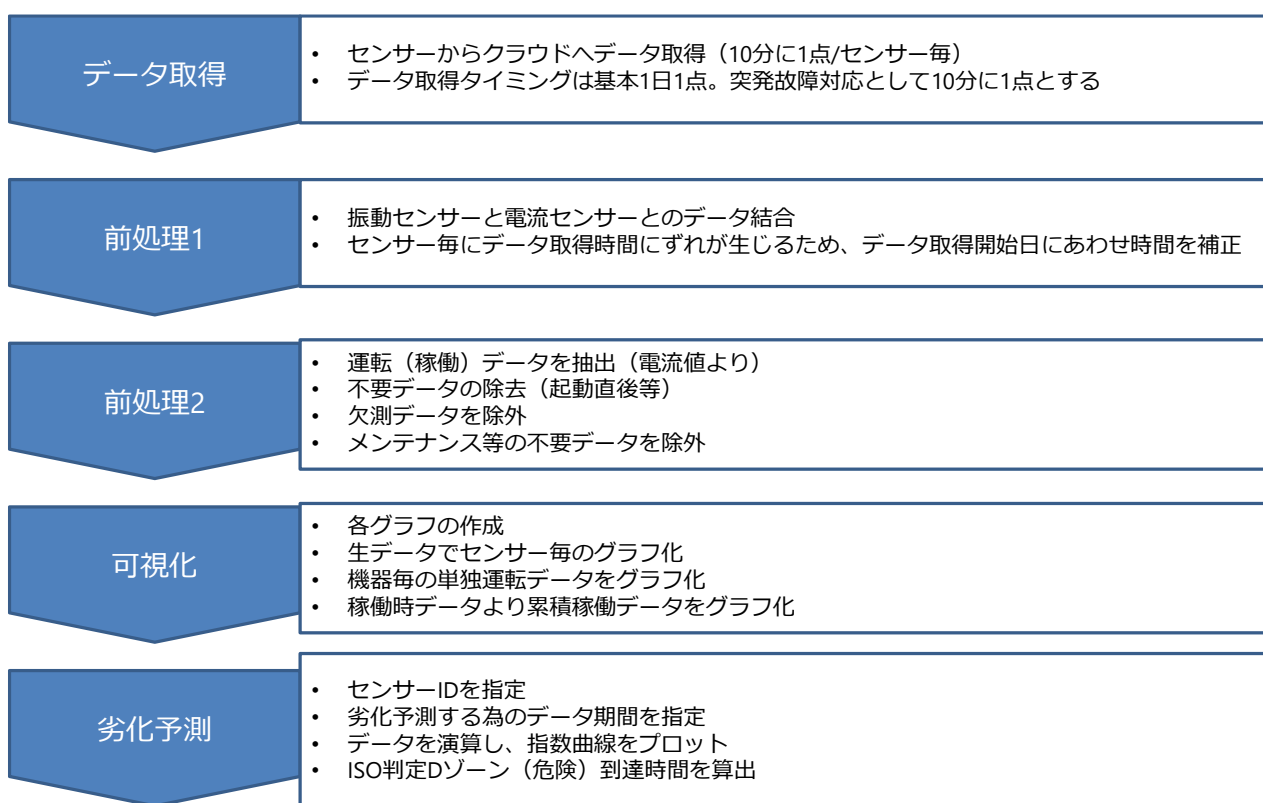 データ取得
• センサーからクラウドへデータ取得（10分に1点/センサー毎）
• データ取得タイミングは基本1日1点。突発故障対応として10分に1点とする
前処理1
• 振動センサーと電流センサーとのデータ結合
• センサー毎にデータ取得時間にずれが生じるため、データ取得開始日にあわせ時間を補正
前処理2
• 運転（稼働）データを抽出（電流値より）
• 不要データの除去（起動直後等）
• 欠測データを除外
• メンテナンス等の不要データを除外
可視化
• 各グラフの作成
• 生データでセンサー毎のグラフ化
• 機器毎の単独運転データをグラフ化
• 稼働時データより累積稼働データをグラフ化
劣化予測
• センサーIDを指定
• 劣化予測する為のデータ期間を指定
• データを演算し、指数曲線をプロット
• ISO判定Dゾーン（危険）到達時間を算出